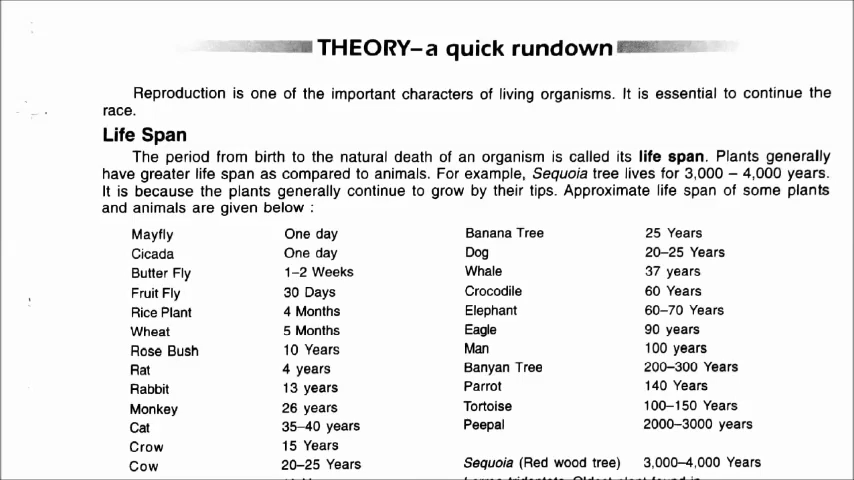 THEORY–a quick rundown
Reproduction is one of the important characters of living organisms. It is essential to continue the
race.
Life Span
The period from birth to the natural death of an organism is called its life span. Plants generally
have greater life span as compared to animals. For example, Sequoia tree lives for 3,000 – 4,000 years.
It is because the plants generally continue to grow by their tips. Approximate life span of some plants
and animals are given below :
Mayfly One day Banana Tree 25 Years
Cicada One day Dog 20–25 Years
Butter Fly 1–2 Weeks Whale 37 years
Fruit Fly 30 Days Crocodile 60 Years
Rice Plant 4 Months Elephant 60–70 Years
Wheat 5 Months Eagle 90 years
Rose Bush 10 Years Man 100 years
Rat 4 years Banyan Tree 200–300 Years
Rabbit 13 years Parrot 140 Years
Monkey 26 years Tortoise 100–150 Years
Cat 35–40 years Peepal 2000–3000 years
Crow 15 Years
Cow 20–25 Years Sequoia (Red wood tree) 3,000–4,000 Years